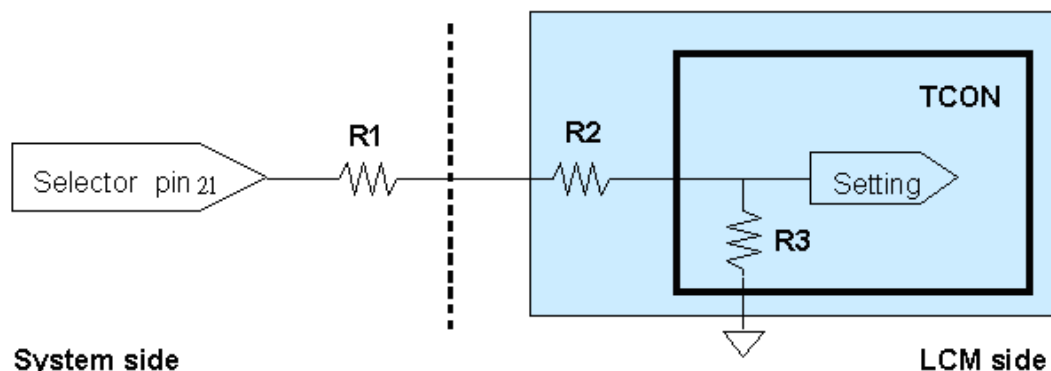 TCON
R1
R2
Selector pin 21
Setting
R3
System side
LCM side